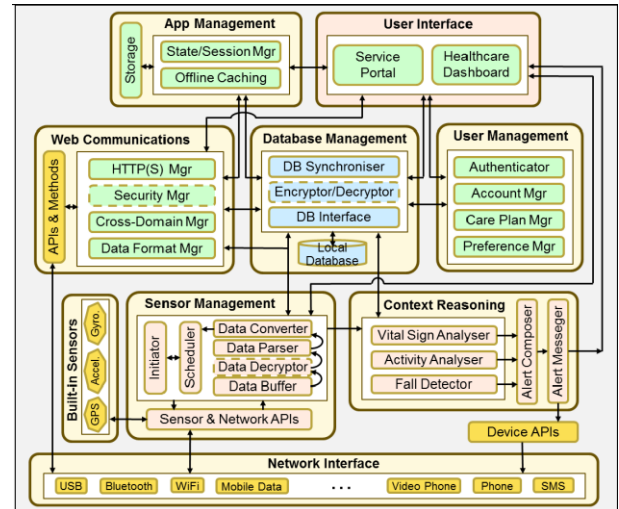 App Management
Storage
State/Session Mgr
Offline Caching
User Interface
Service
Portal
Healthcare
Dashboard
Web Communications
APIs & Methods
HTTP(S) Mgr
Security Mgr
Cross-Domain Mgr
Data Format Mgr
Database Management
DB Synchroniser
Encryptor/Decryptor
DB Interface
Local
Database
User Management
Authenticator
Account Mgr
Care Plan Mgr
Preference Mgr
Built-In Sensors
Gyro.
Accel.
GPS
Sensor Management
Initiator
Scheduler
Data Converter
Data Parser
Data Decryptor
Data Buffer
Sensor & Network APIs
Context Reasoning
Vital Sign Analyser
Activity Analyser
Fall Detector
Alert Composer
Alert Messeger
Device APIs
Network Interface
USB
Bluetooth
WiFi
Mobile Data
...
Video Phone
Phone
SMS